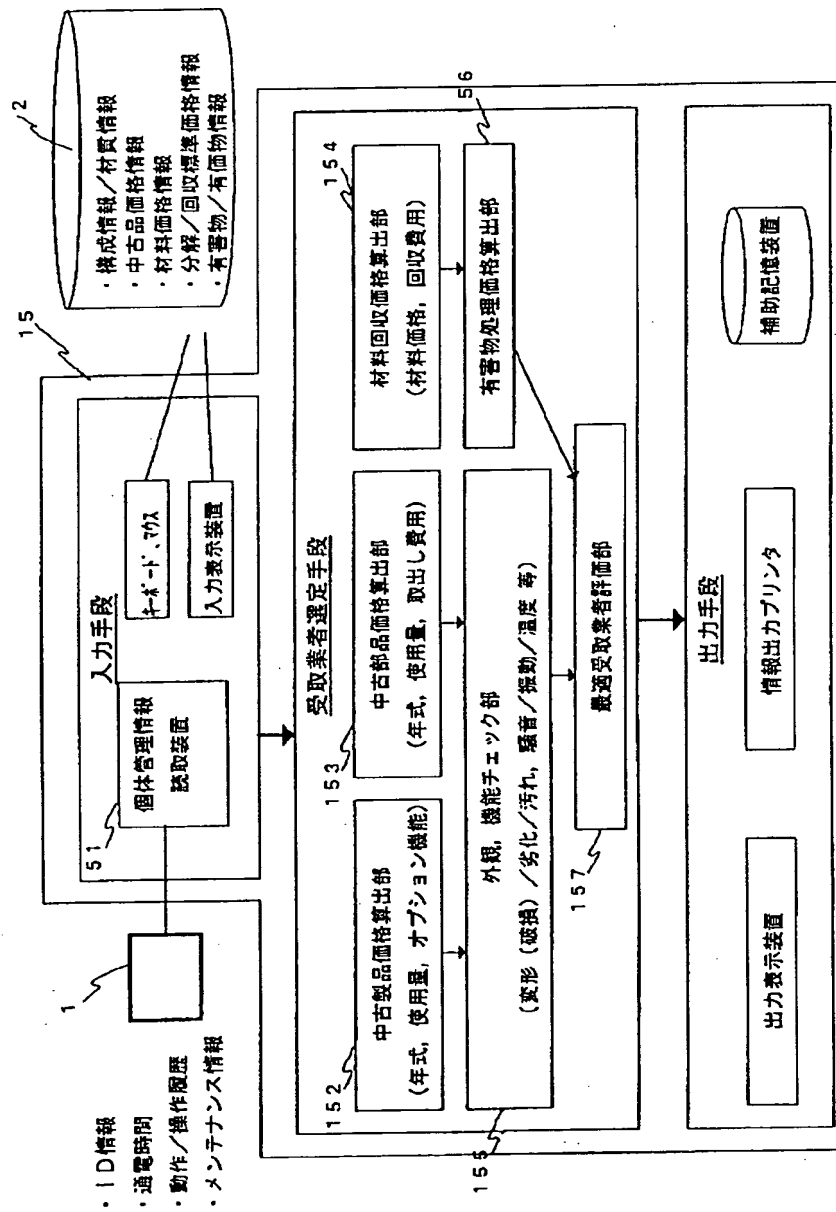 1
・ID情報
・通電時間
・動作/操作履歴
・メンテナンス情報
15
入力手段
51
個体管理情報
読取装置
キーボード、マウス
入力表示装置
2
・構成情報/材質情報
・中古品価格情報
・材料価格情報
・分解/回収標準価格情報
・有害物/有価物情報
受取業者選定手段
152
中古製品価格算出部
(年式,使用量,オプション機能)
153
中古部品価格算出部
(年式,使用量,取出し費用)
154
材料回収価格算出部
(材料価格,回収費用)
155
外観,機能チェック部
(変形(破損)/劣化/汚れ,騒音/振動/温度 等)
56
有害物処理価格算出部
157
最適受取業者評価部
出力手段
出力表示装置
情報出力プリンタ
補助記憶装置